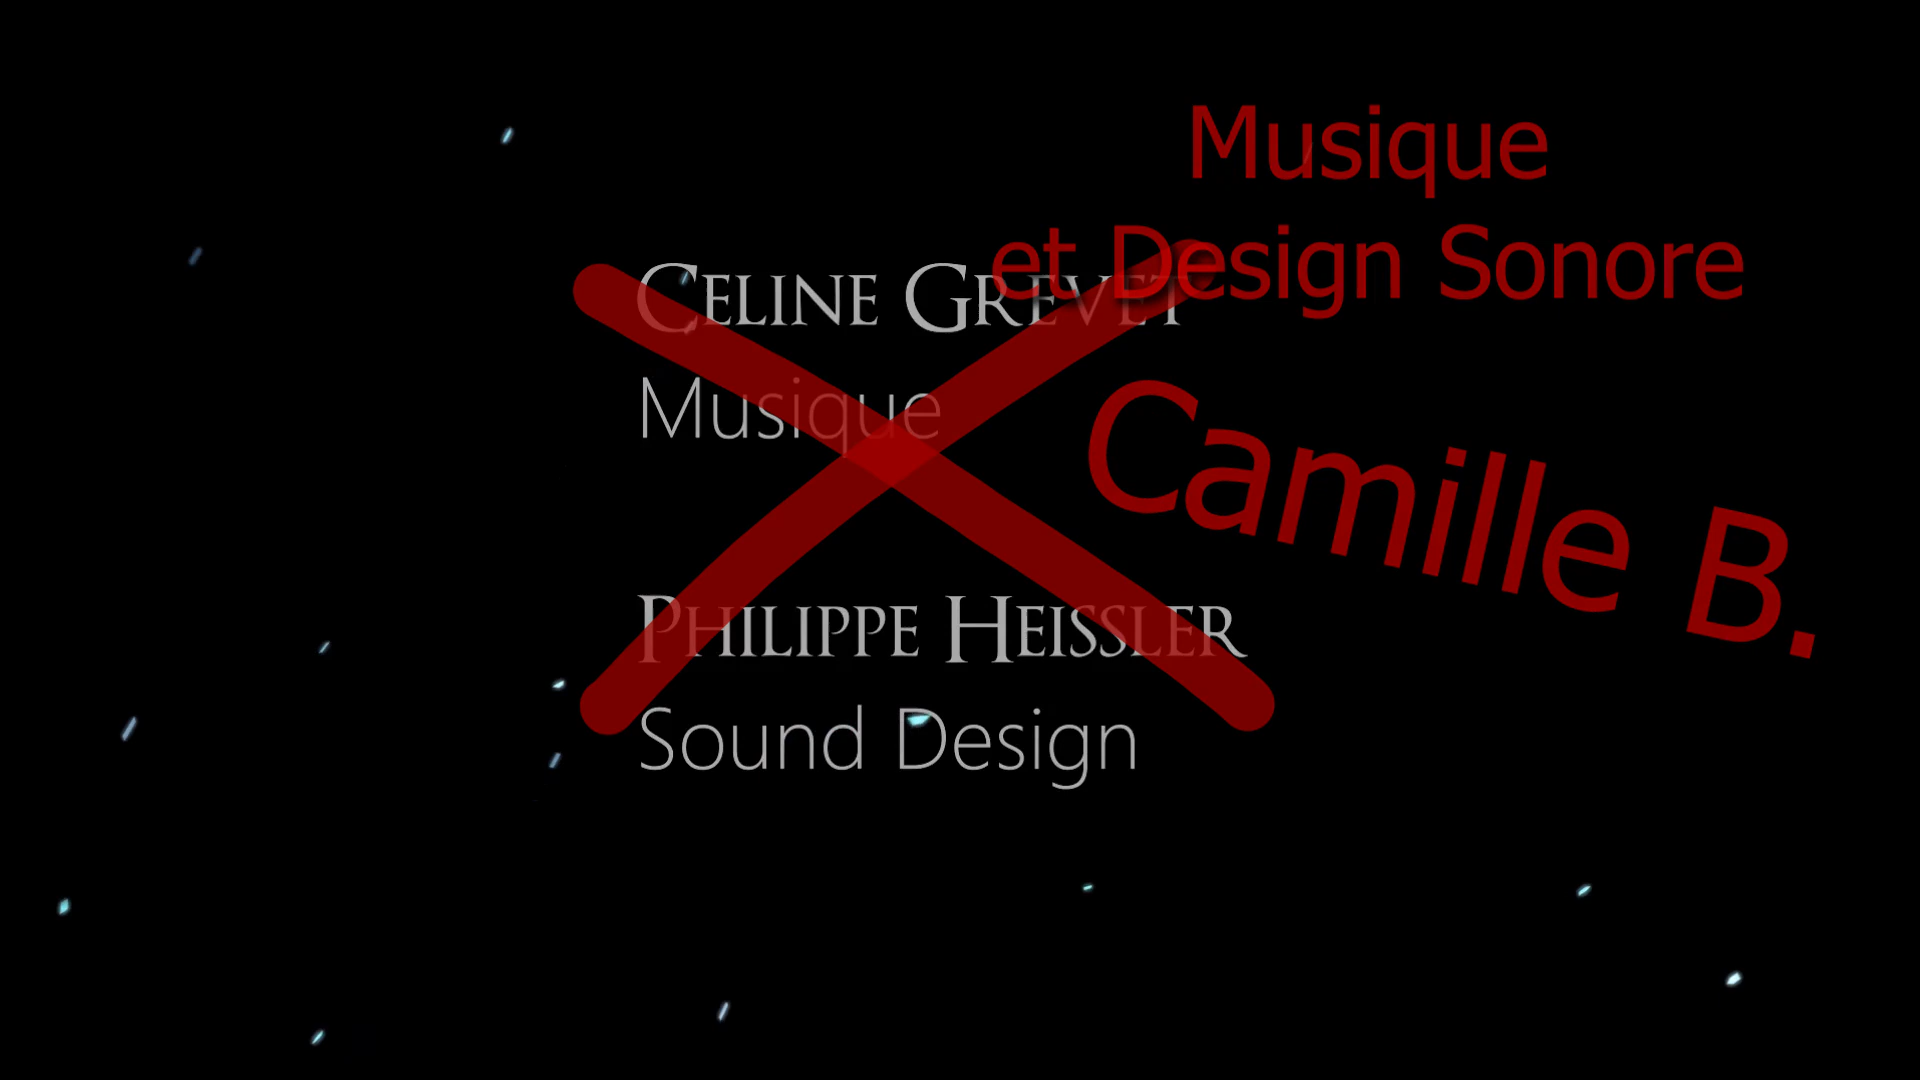 CELINE GREVET
Musique
PHILIPPE HEISSLER
Sound Design
Musique
et Design Sonore
Camille B.